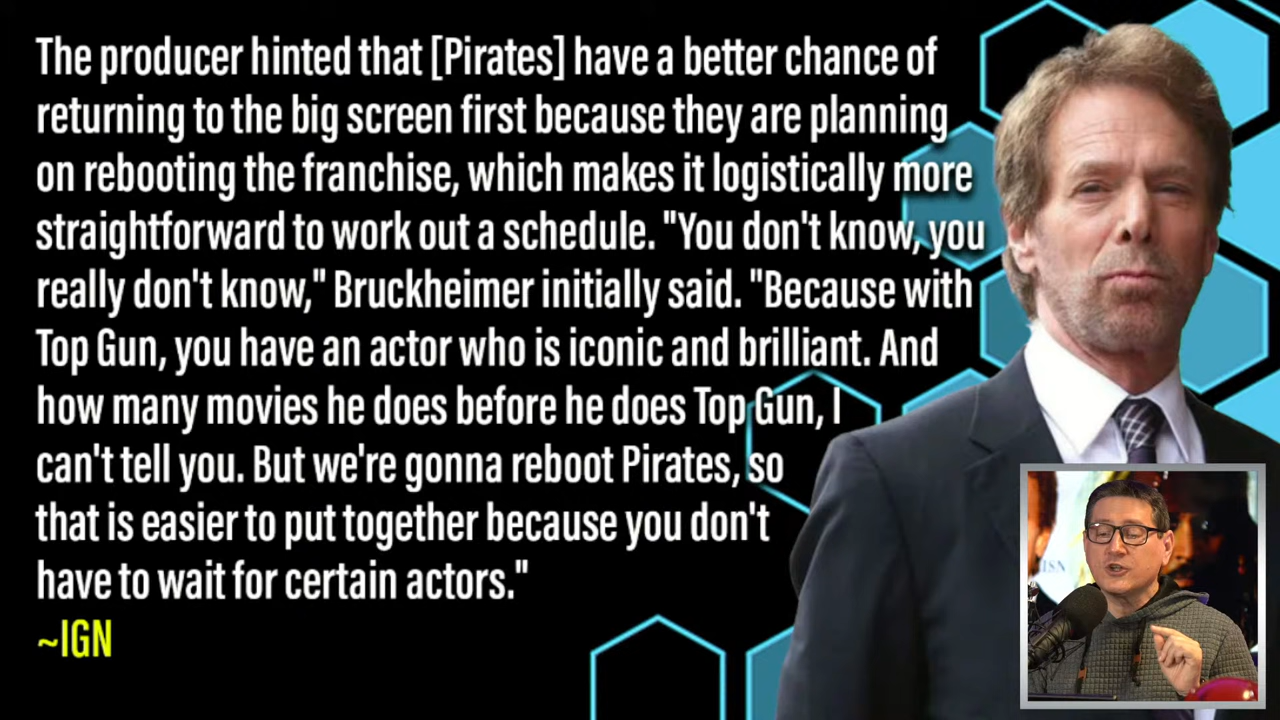 The producer hinted that [Pirates] have a better chance of
returning to the big screen first because they are planning
on rebooting the franchise, which makes it logistically more
straightforward to work out a schedule. "You don't know, you
really don't know," Bruckheimer initially said. "Because with
Top Gun, you have an actor who is iconic and brilliant. And
how many movies he does before he does Top Gun, I
can't tell you. But we're gonna reboot Pirates, so
that is easier to put together because you don't
have to wait for certain actors."
~IGN